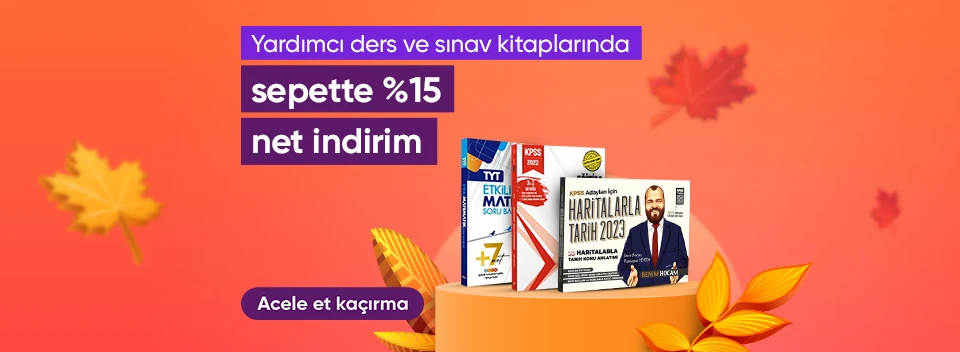 Yardımcı ders ve sınav kitaplarında
sepette %15
net indirim
TYT
ETKİLİ
MAT
SORU BA
+7
KPSS
2023
KPSS Adayları için
HARİTALARLA
TARİH 2023
HARİTALARLA
TARİH KONU ANLATIMI
BENİM HOCAM
Acele et kaçırma